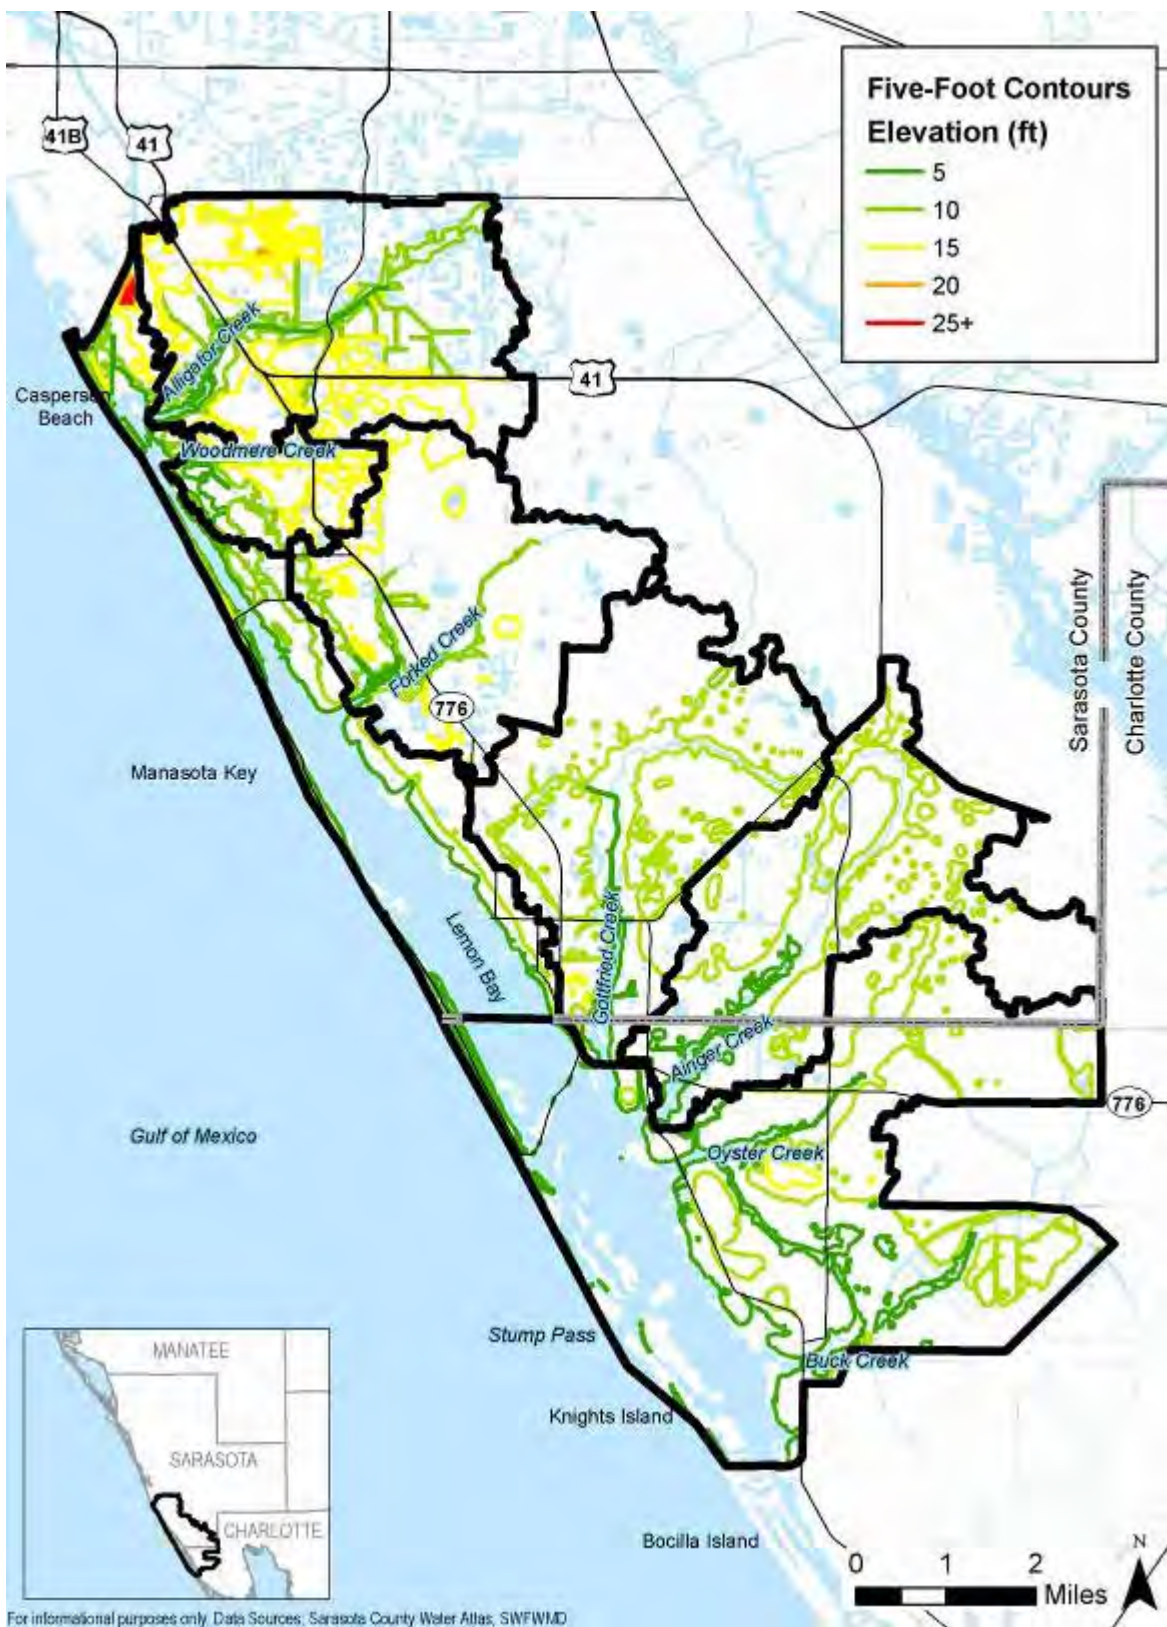 41B
41
Five-Foot Contours
Elevation (ft)
5
10
15
20
25+
Alligator Creek
41
Casperson
Beach
Woodmere Creek
Sarasota County
Charlotte County
Forked Creek
776
Manasota Key
Lemon Bay
Gottfried Creek
Ainger Creek
776
Gulf of Mexico
Oyster Creek
Stump Pass
Buck Creek
Knights Island
MANATEE
SARASOTA
CHARLOTTE
Bocilla Island
N
0 1 2
Miles
For informational purposes only. Data Sources; Sarasota County Water Atlas, SWFWMD